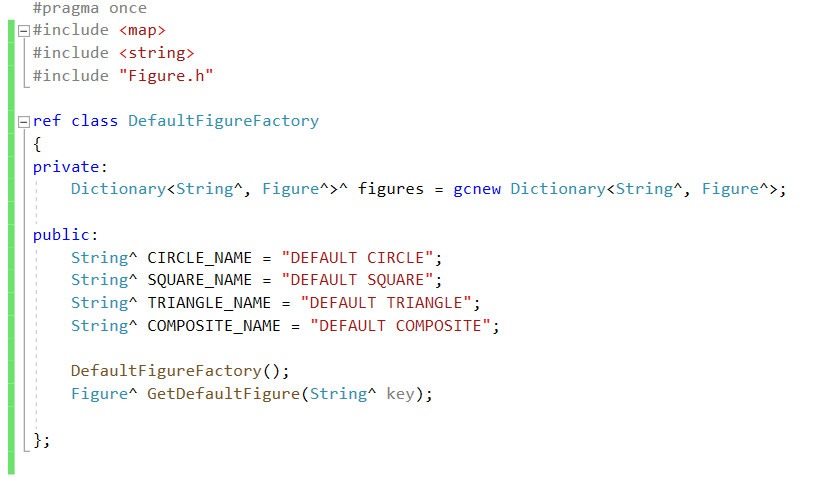 #pragma once
#include <map>
#include <string>
#include "Figure.h"
ref class DefaultFigureFactory
{
private:
Dictionary<String^, Figure^>^ figures = gcnew Dictionary<String^, Figure^>;
public:
String^ CIRCLE_NAME = "DEFAULT CIRCLE";
String^ SQUARE_NAME = "DEFAULT SQUARE";
String^ TRIANGLE_NAME = "DEFAULT TRIANGLE";
String^ COMPOSITE_NAME = "DEFAULT COMPOSITE";
DefaultFigureFactory();
Figure^ GetDefaultFigure(String^ key);
};